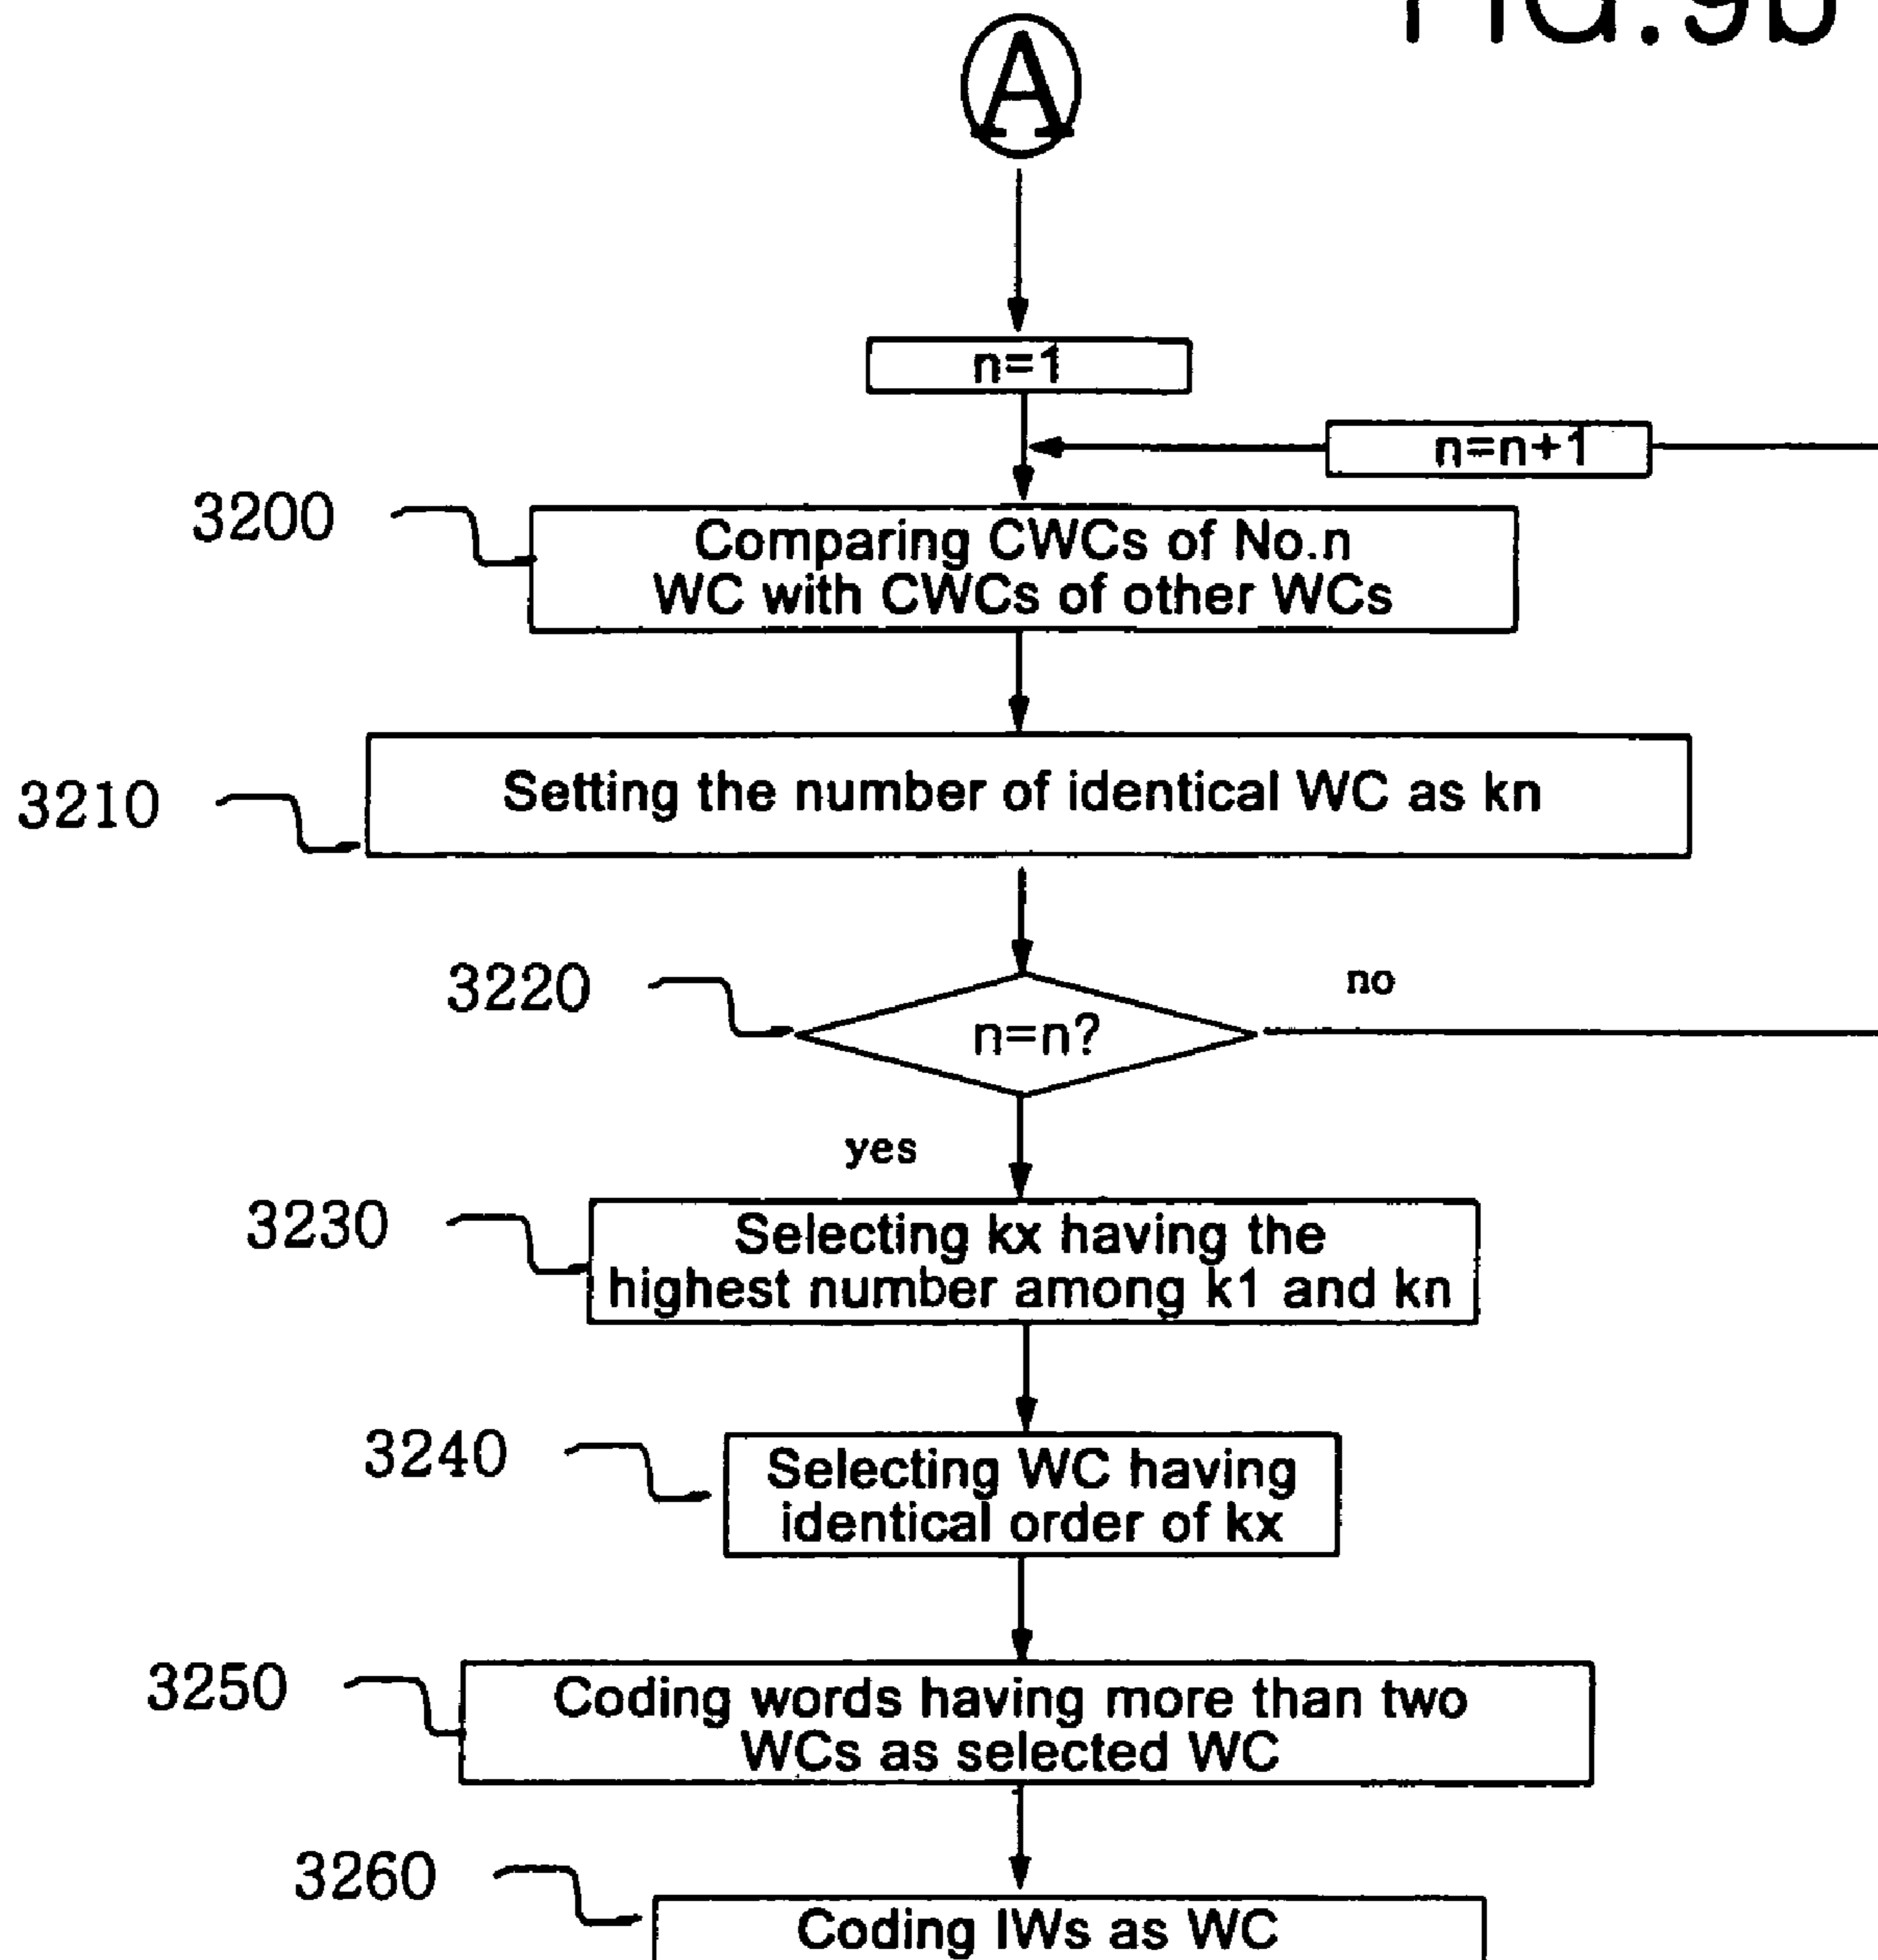 FIG.9b
A
n=1
n=n+1
3200
Comparing CWCs of No.n
WC with CWCs of other WCs
3210
Setting the number of identical WC as kn
3220
n=n?
no
yes
3230
Selecting kx having the
highest number among k1 and kn
3240
Selecting WC having
identical order of kx
3250
Coding words having more than two
WCs as selected WC
3260
Coding IWs as WC